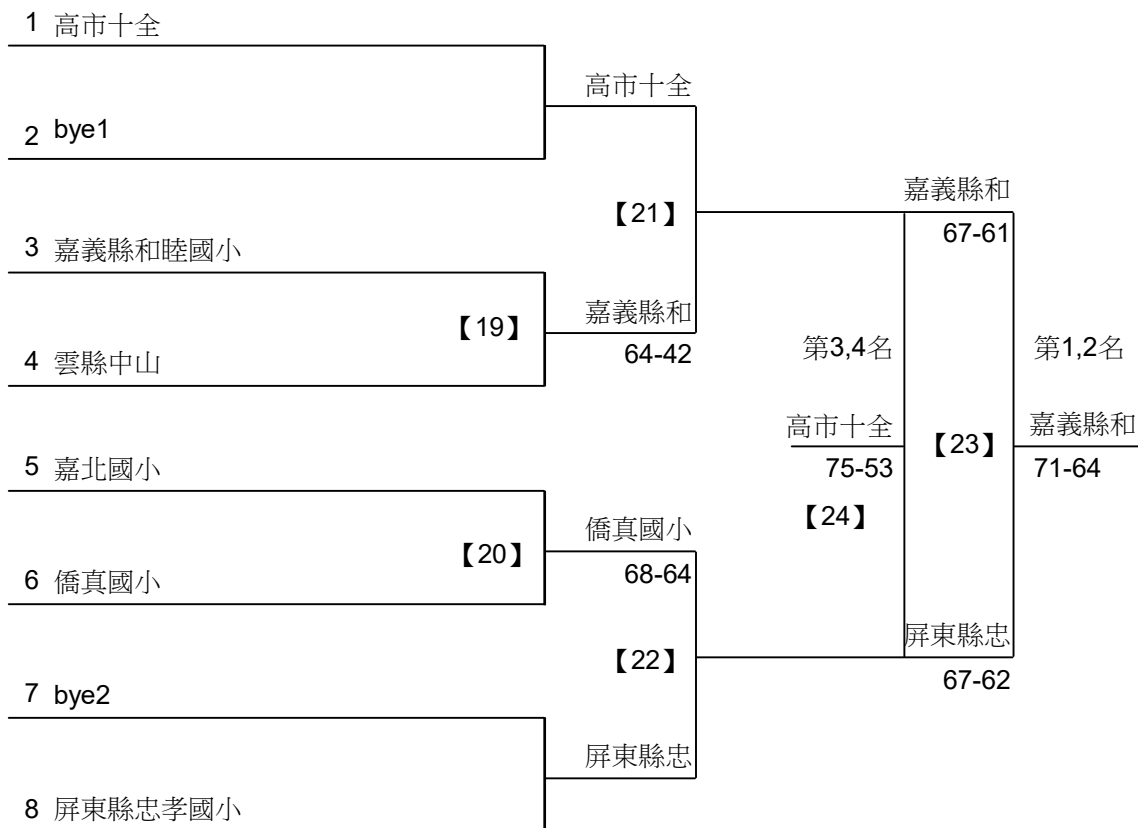 1 高市十全
高市十全
2 bye1
嘉義縣和
【21】
67-61
3 嘉義縣和睦國小
嘉義縣和
【19】
64-42
第3,4名
第1,2名
4 雲縣中山
高市十全
嘉義縣和
【23】
75-53
71-64
5 嘉北國小
【24】
僑真國小
【20】
68-64
6 僑真國小
屏東縣忠
【22】
67-62
7 bye2
屏東縣忠
8 屏東縣忠孝國小